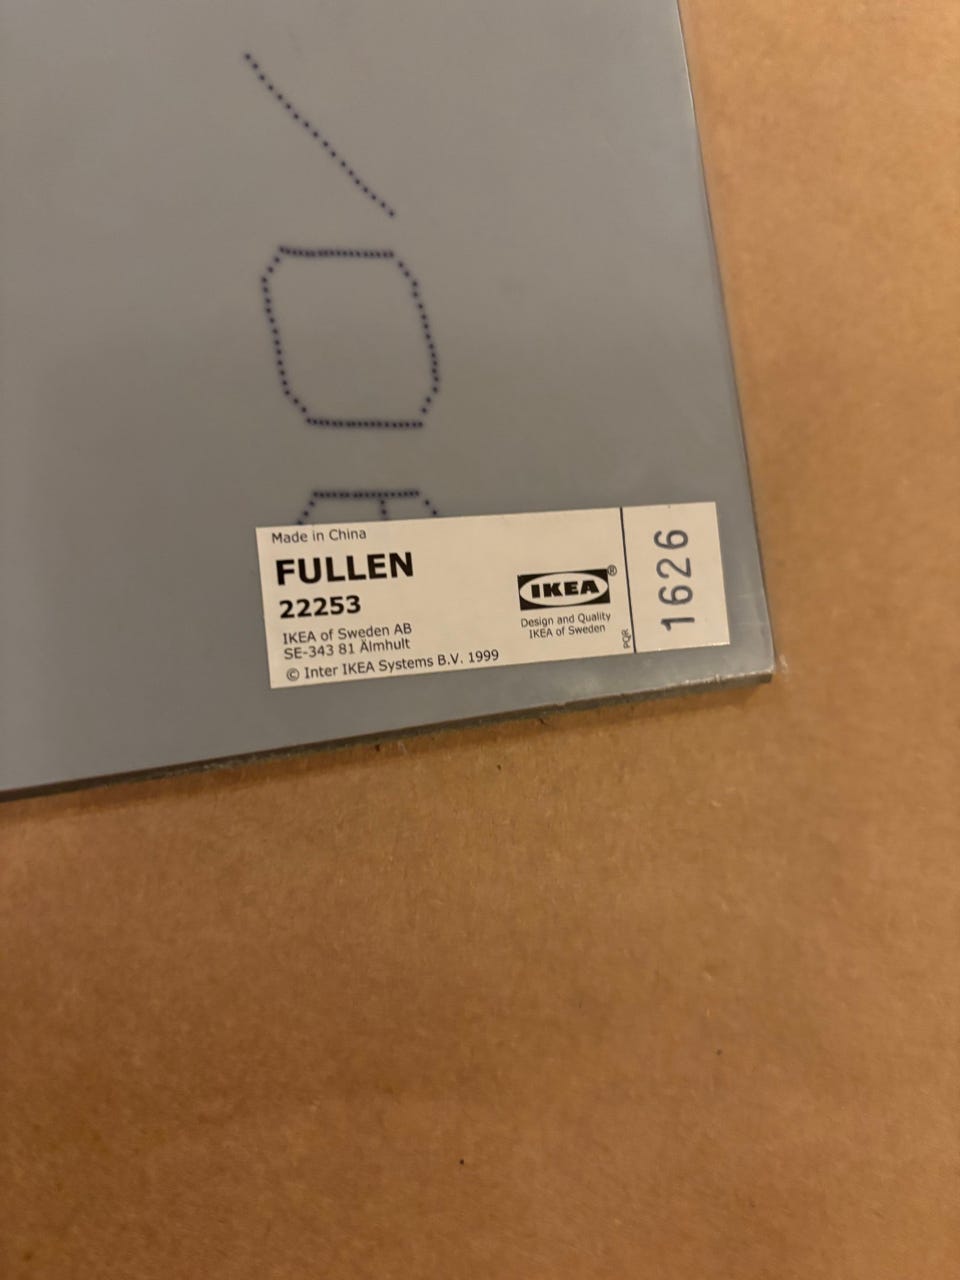 Made in China
FULLEN
22253
IKEA of Sweden AB
SE-343 81 Älmhult
© Inter IKEA Systems B.V. 1999
IKEA®
Design and Quality
IKEA of Sweden
PQR
1626